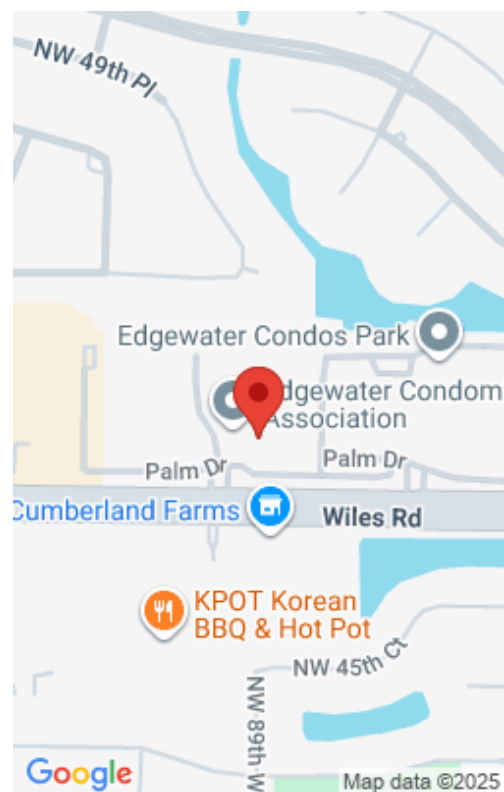 NW 49th Pl
Edgewater Condos Park
dgewater Condom
Association
Palm Dr
Palm Dr
Cumberland Farms
Wiles Rd
KPOT Korean
BBQ & Hot Pot
NW 45th Ct
NW 89th W
Google
Map data ©2025